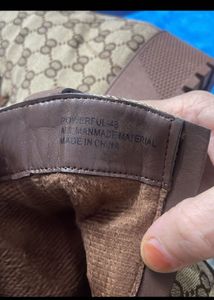 POWERFUL-43
ALL MANMADE MATERIAL
MADE IN CHINA